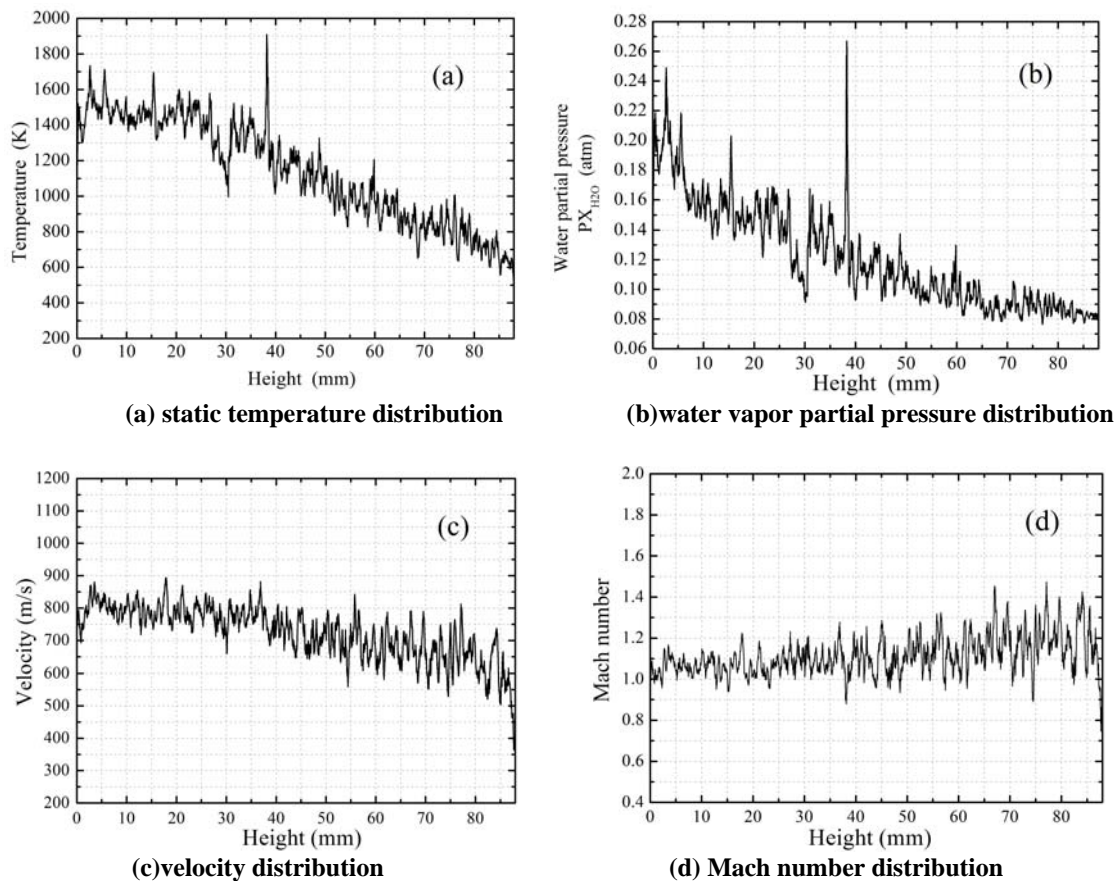 2000
1800
1600
1400
1200
1000
800
600
400
200
Temperature (K)
(a)
0 10 20 30 40 50 60 70 80
Height (mm)
(a) static temperature distribution
0.28
0.26
0.24
0.22
0.20
0.18
0.16
0.14
0.12
0.10
0.08
0.06
Water partial pressure
PX H2O (atm)
(b)
0 10 20 30 40 50 60 70 80
Height (mm)
(b)water vapor partial pressure distribution
1200
1100
1000
900
800
700
600
500
400
300
200
Velocity (m/s)
(c)
0 10 20 30 40 50 60 70 80
Height (mm)
(c)velocity distribution
2.0
1.8
1.6
1.4
1.2
1.0
0.8
0.6
0.4
Mach number
(d)
0 10 20 30 40 50 60 70 80
Height (mm)
(d) Mach number distribution